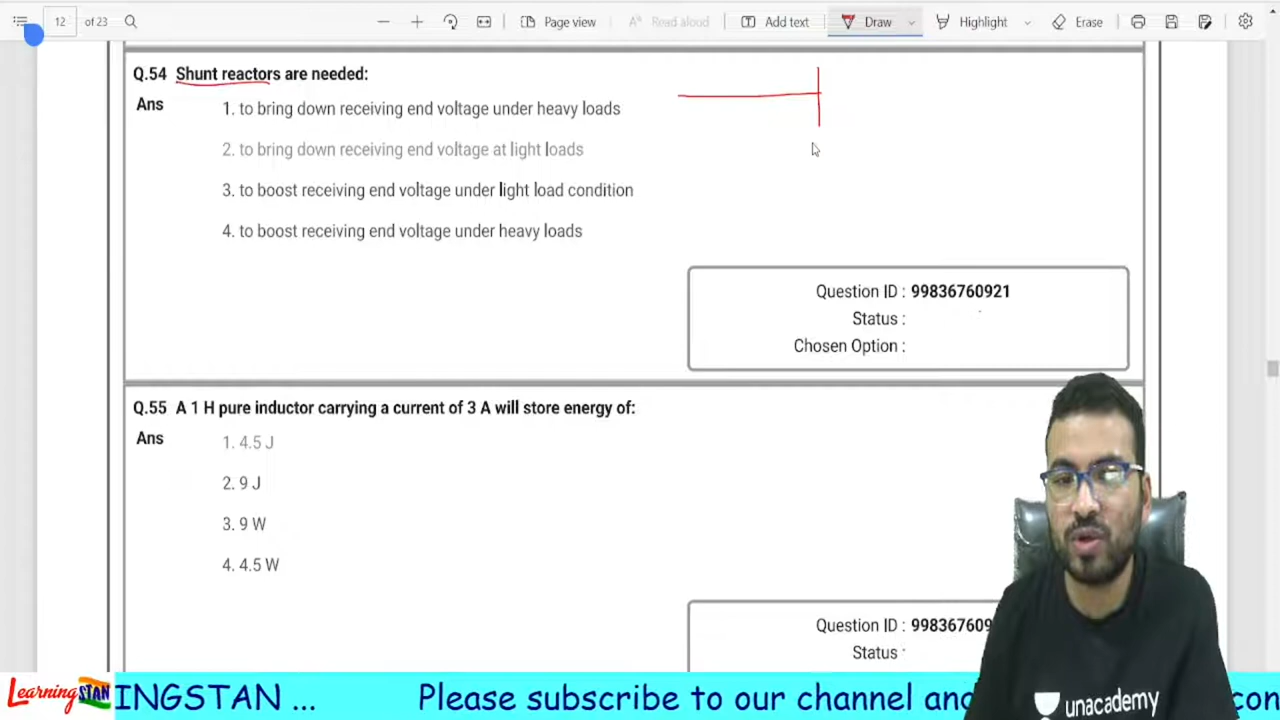 12 of 23
Page view
Read aloud
Add text
Draw
Highlight
Erase
Q.54 Shunt reactors are needed:
Ans
1. to bring down receiving end voltage under heavy loads
2. to bring down receiving end voltage at light loads
3. to boost receiving end voltage under light load condition
4. to boost receiving end voltage under heavy loads
Question ID : 99836760921
Status :
Chosen Option :
Q.55 A 1 H pure inductor carrying a current of 3 A will store energy of:
Ans
1. 4.5 J
2. 9 J
3. 9 W
4. 4.5 W
Question ID : 998367609
Status :
LearningSTAN
INGSTAN ... Please subscribe to our channel and
con
unacademy